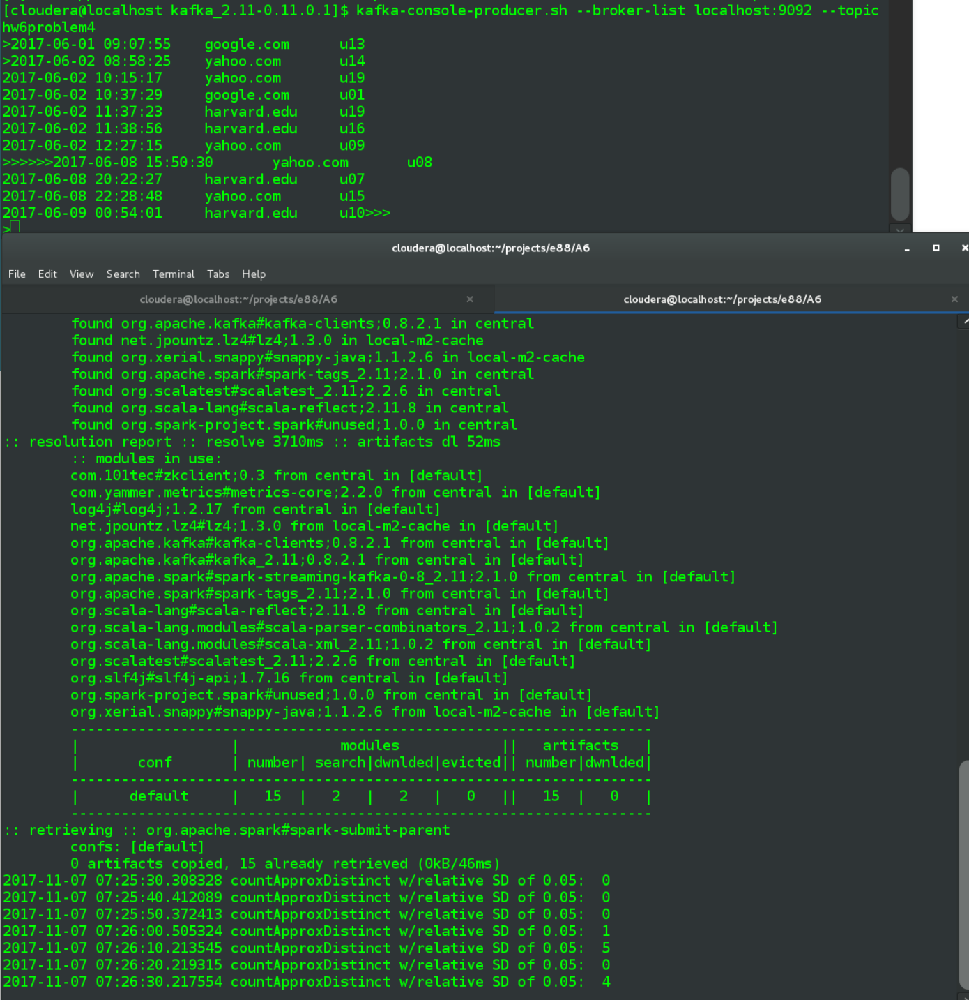 [cloudera@localhost kafka_2.11-0.11.0.1]$ kafka-console-producer.sh --broker-list localhost:9092 --topic
hw6problem4
>2017-06-01 09:07:55    google.com      u13
>2017-06-02 08:58:25    yahoo.com       u14
2017-06-02 10:15:17     yahoo.com       u19
2017-06-02 10:37:29     google.com      u01
2017-06-02 11:37:23     harvard.edu     u19
2017-06-02 11:38:56     harvard.edu     u16
2017-06-02 12:27:15     yahoo.com       u09
>>>>>>2017-06-08 15:50:30       yahoo.com       u08
2017-06-08 20:22:27     harvard.edu     u07
2017-06-08 22:28:48     yahoo.com       u15
2017-06-09 00:54:01     harvard.edu     u10>>>
>
cloudera@localhost:~/projects/e88/A6
File Edit View Search Terminal Tabs Help
cloudera@localhost:~/projects/e88/A6 × cloudera@localhost:~/projects/e88/A6 ×
        found org.apache.kafka#kafka-clients;0.8.2.1 in central
        found net.jpountz.lz4#lz4;1.3.0 in local-m2-cache
        found org.xerial.snappy#snappy-java;1.1.2.6 in local-m2-cache
        found org.apache.spark#spark-tags_2.11;2.1.0 in central
        found org.scalatest#scalatest_2.11;2.2.6 in central
        found org.scala-lang#scala-reflect;2.11.8 in central
        found org.spark-project.spark#unused;1.0.0 in central
:: resolution report :: resolve 3710ms :: artifacts dl 52ms
        :: modules in use:
        com.101tec#zkclient;0.3 from central in [default]
        com.yammer.metrics#metrics-core;2.2.0 from central in [default]
        log4j#log4j;1.2.17 from central in [default]
        net.jpountz.lz4#lz4;1.3.0 from local-m2-cache in [default]
        org.apache.kafka#kafka-clients;0.8.2.1 from central in [default]
        org.apache.kafka#kafka_2.11;0.8.2.1 from central in [default]
        org.apache.spark#spark-streaming-kafka-0-8_2.11;2.1.0 from central in [default]
        org.apache.spark#spark-tags_2.11;2.1.0 from central in [default]
        org.scala-lang#scala-reflect;2.11.8 from central in [default]
        org.scala-lang.modules#scala-parser-combinators_2.11;1.0.2 from central in [default]
        org.scala-lang.modules#scala-xml_2.11;1.0.2 from central in [default]
        org.scalatest#scalatest_2.11;2.2.6 from central in [default]
        org.slf4j#slf4j-api;1.7.16 from central in [default]
        org.spark-project.spark#unused;1.0.0 from central in [default]
        org.xerial.snappy#snappy-java;1.1.2.6 from local-m2-cache in [default]
        ---------------------------------------------------------------------
        |                  |            modules            ||   artifacts   |
        |       conf       | number| search|dwnlded|evicted|| number|dwnlded|
        ---------------------------------------------------------------------
        |      default     |   15  |   2   |   2   |   0   ||   15  |   0   |
        ---------------------------------------------------------------------
:: retrieving :: org.apache.spark#spark-submit-parent
        confs: [default]
        0 artifacts copied, 15 already retrieved (0kB/46ms)
2017-11-07 07:25:30.308328 countApproxDistinct w/relative SD of 0.05:  0
2017-11-07 07:25:40.412089 countApproxDistinct w/relative SD of 0.05:  0
2017-11-07 07:25:50.372413 countApproxDistinct w/relative SD of 0.05:  0
2017-11-07 07:26:00.505324 countApproxDistinct w/relative SD of 0.05:  1
2017-11-07 07:26:10.213545 countApproxDistinct w/relative SD of 0.05:  5
2017-11-07 07:26:20.219315 countApproxDistinct w/relative SD of 0.05:  0
2017-11-07 07:26:30.217554 countApproxDistinct w/relative SD of 0.05:  4